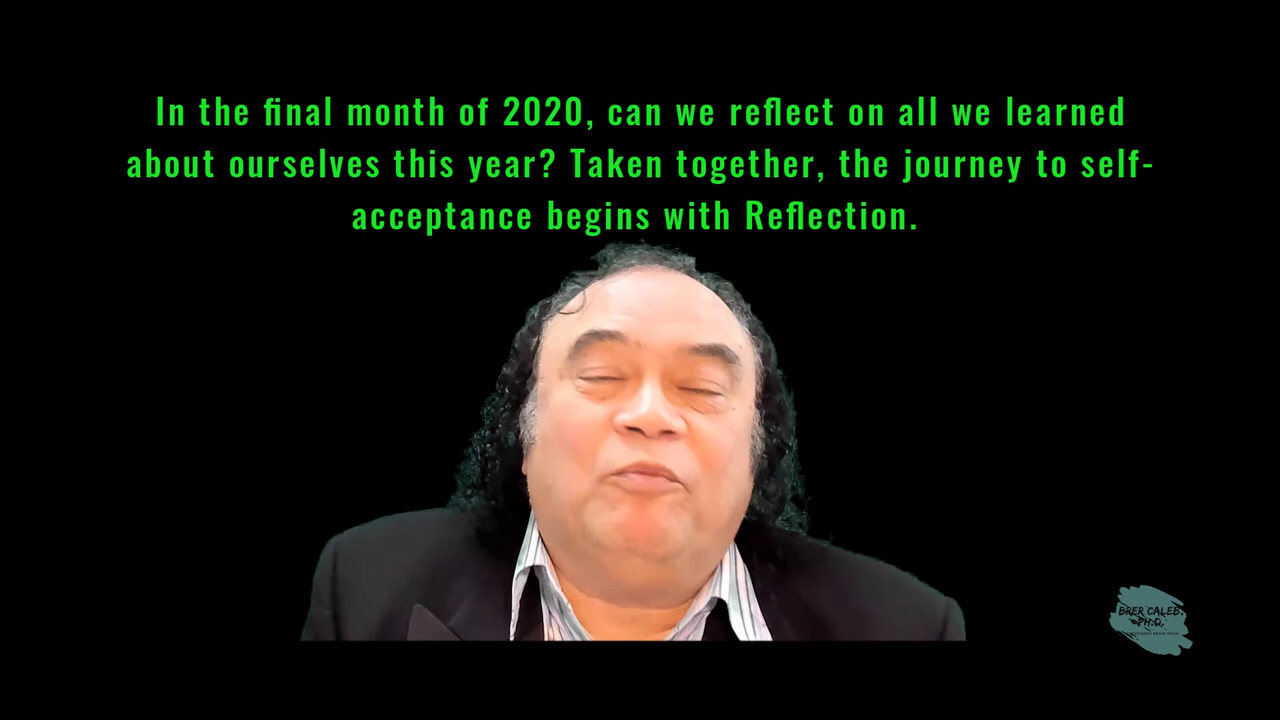 In the final month of 2020, can we reflect on all we learned
about ourselves this year? Taken together, the journey to self-
acceptance begins with Reflection.
BRER CALEB,
PH.D.